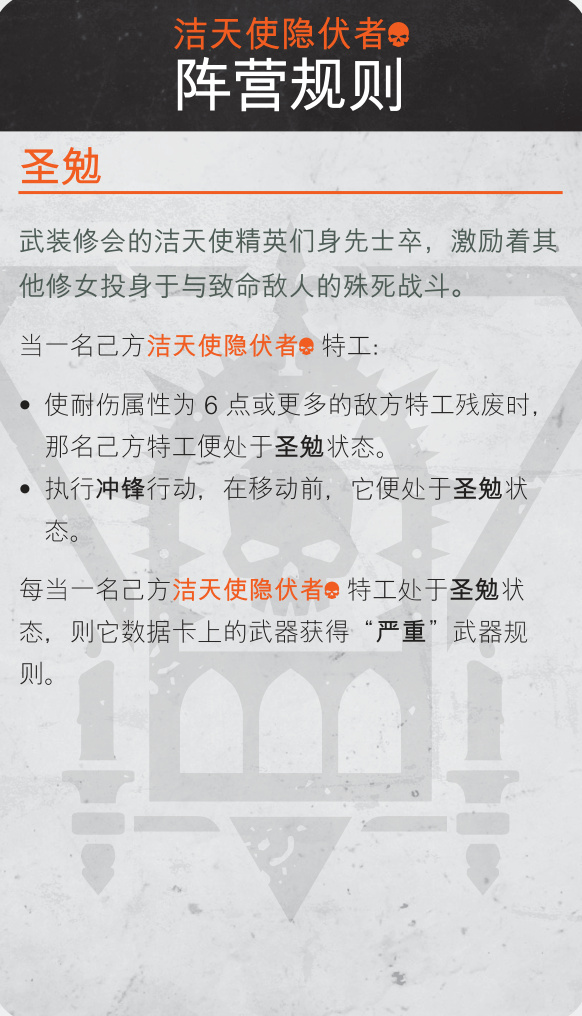 洁天使隐伏者
阵营规则
圣勉
武装修会的洁天使精英们身先士卒，激励着其
他修女投身于与致命敌人的殊死战斗。
当一名己方洁天使隐伏者 特工：
• 使耐伤属性为 6 点或更多的敌方特工残废时，
那名己方特工便处于圣勉状态。
• 执行冲锋行动，在移动前，它便处于圣勉状
态。
每当一名己方洁天使隐伏者 特工处于圣勉状
态，则它数据卡上的武器获得“严重”武器规
则。